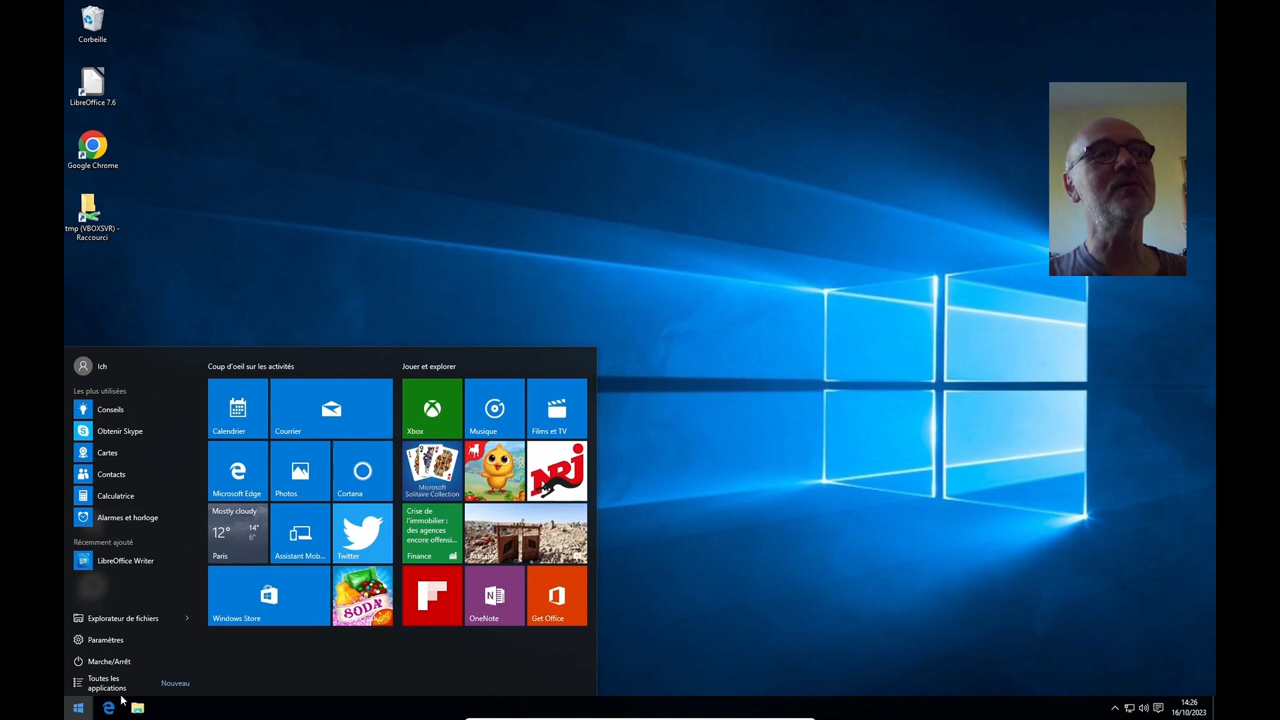 Corbeille
LibreOffice 7.6
Google Chrome
tmp (VBOXSVR) -
Raccourci
Ich
Les plus utilisées
Conseils
Obtenir Skype
Cartes
Contacts
Calculatrice
Alarmes et horloge
Récemment ajouté
LibreOffice Writer
Explorateur de fichiers
Paramètres
Marche/Arrêt
Toutes les
applications
Nouveau
Coup d'oeil sur les activités
Calendrier
Courrier
Microsoft Edge
Photos
Cortana
Mostly cloudy
12°
14°
6°
Paris
Assistant Mob...
Twitter
Windows Store
SODA
Jouer et explorer
Xbox
Musique
Films et TV
Microsoft
Solitaire Collection
NRJ
Crise de
l'immobilier :
des agences
encore offensi...
Finance
OneNote
Get Office
14:26
16/10/2023